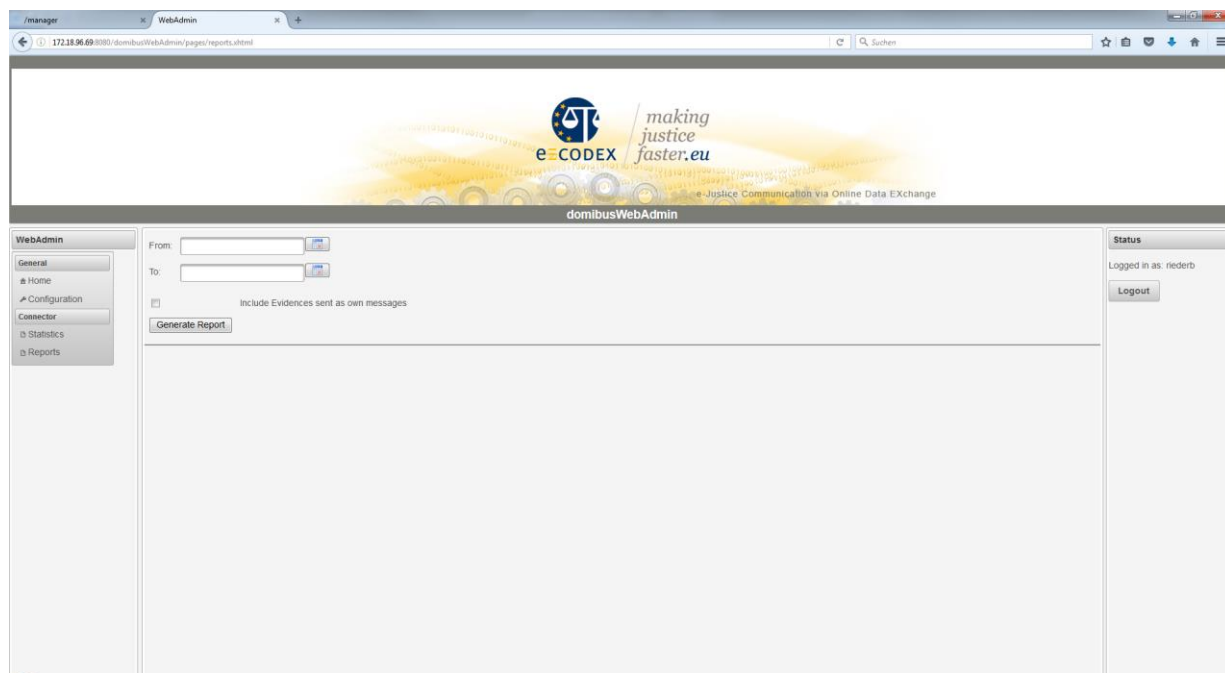 /manager
WebAdmin
172.18.96.69:8080/domibusWebAdmin/pages/reports.xhtml
Suchen
making
justice
faster.eu
e CODEX
e-Justice Communication via Online Data EXchange
domibusWebAdmin
WebAdmin
General
Home
Configuration
Connector
Statistics
Reports
From:
To:
Include Evidences sent as own messages
Generate Report
Status
Logged in as: riederb
Logout